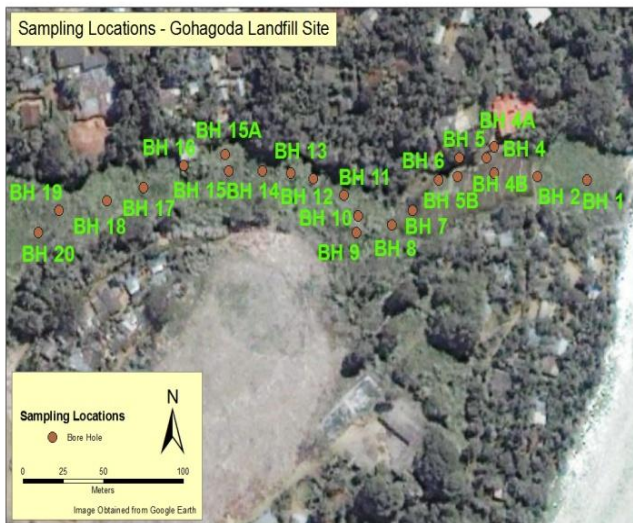 Sampling Locations - Gohagoda Landfill Site
BH 4A
BH 15A
BH 5
BH 4
BH 16
BH 13
BH 6
BH 19
BH 15
BH 14
BH 12
BH 11
BH 4B
BH 2
BH 1
BH 17
BH 5B
BH 18
BH 10
BH 7
BH 20
BH 9
BH 8
N
Sampling Locations
Bore Hole
0 25 50 100
Meters
Image Obtained from Google Earth